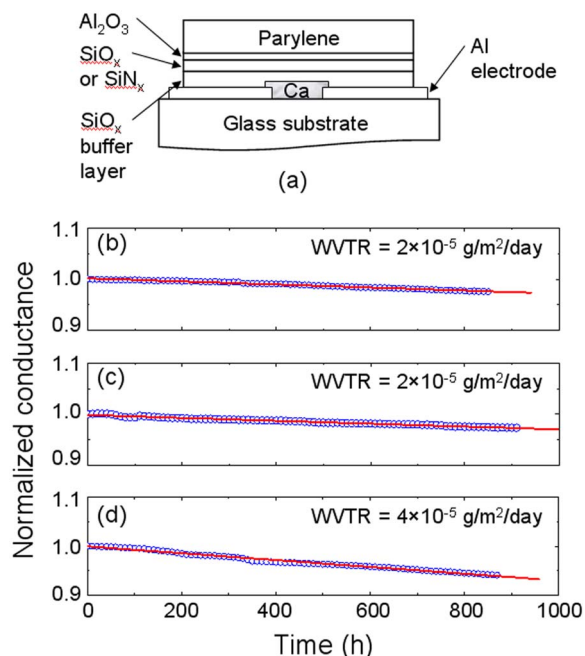 Al₂O₃
SiOₓ
or SiNₓ
SiOₓ
buffer
layer
Parylene
Ca
Glass substrate
Al
electrode
(a)
Normalized conductance
(b)
WVTR = 2×10⁻⁵ g/m²/day
1.1
1.0
0.9
(c)
WVTR = 2×10⁻⁵ g/m²/day
1.1
1.0
0.9
(d)
WVTR = 4×10⁻⁵ g/m²/day
1.1
1.0
0.9
0 200 400 600 800 1000
Time (h)